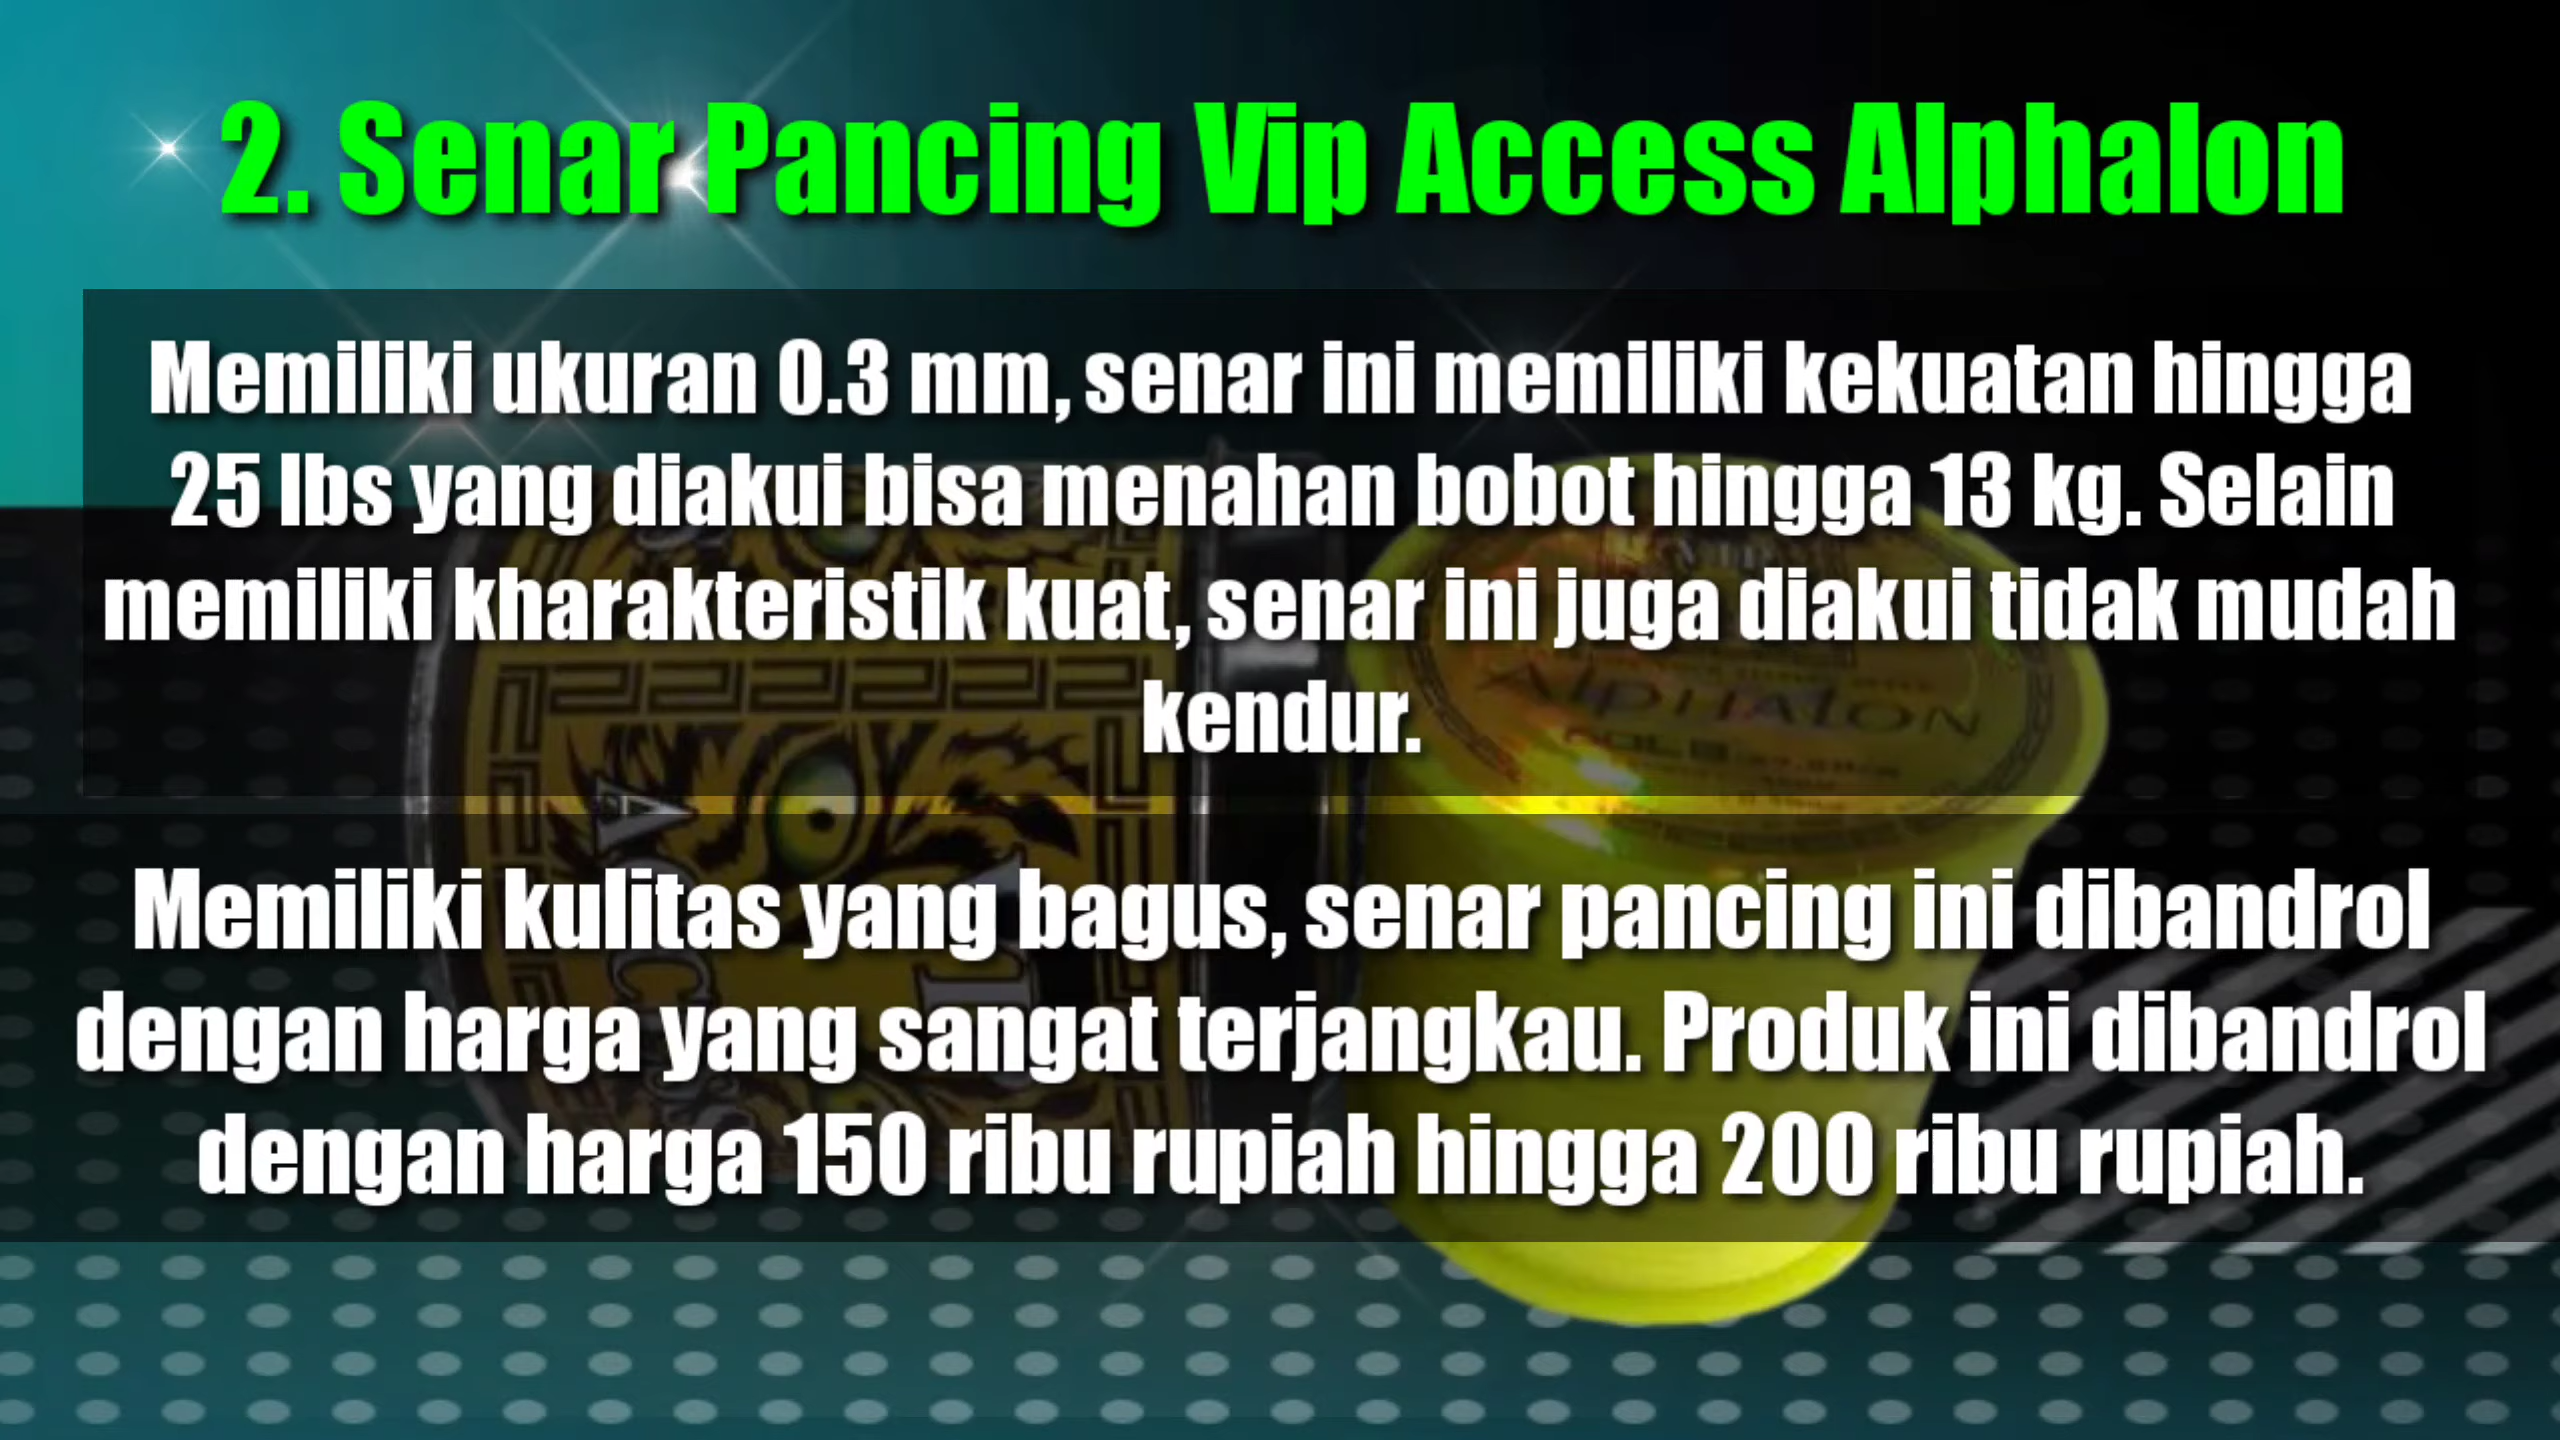 2. Senar Pancing Vip Access Alphalon
Memiliki ukuran 0.3 mm, senar ini memiliki kekuatan hingga
25 lbs yang diakui bisa menahan bobot hingga 13 kg. Selain
memiliki kharakteristik kuat, senar ini juga diakui tidak mudah
kendur.
Alphalon
Memiliki kulitas yang bagus, senar pancing ini dibandrol
dengan harga yang sangat terjangkau. Produk ini dibandrol
dengan harga 150 ribu rupiah hingga 200 ribu rupiah.